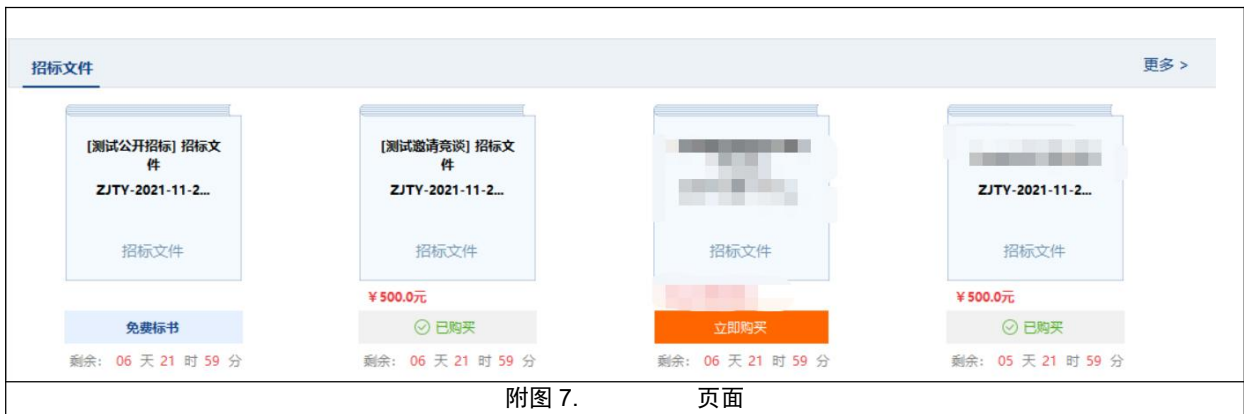 招标文件
更多 >
[测试公开招标] 招标文
件
ZJTY-2021-11-2...
招标文件
免费标书
剩余： 06 天 21 时 59 分
[测试邀请竞谈] 招标文
件
ZJTY-2021-11-2...
招标文件
￥500.0元
已购买
剩余： 06 天 21 时 59 分
招标文件
立即购买
剩余： 06 天 21 时 59 分
ZJTY-2021-11-2...
招标文件
￥500.0元
已购买
剩余： 05 天 21 时 59 分
附图 7. 页面